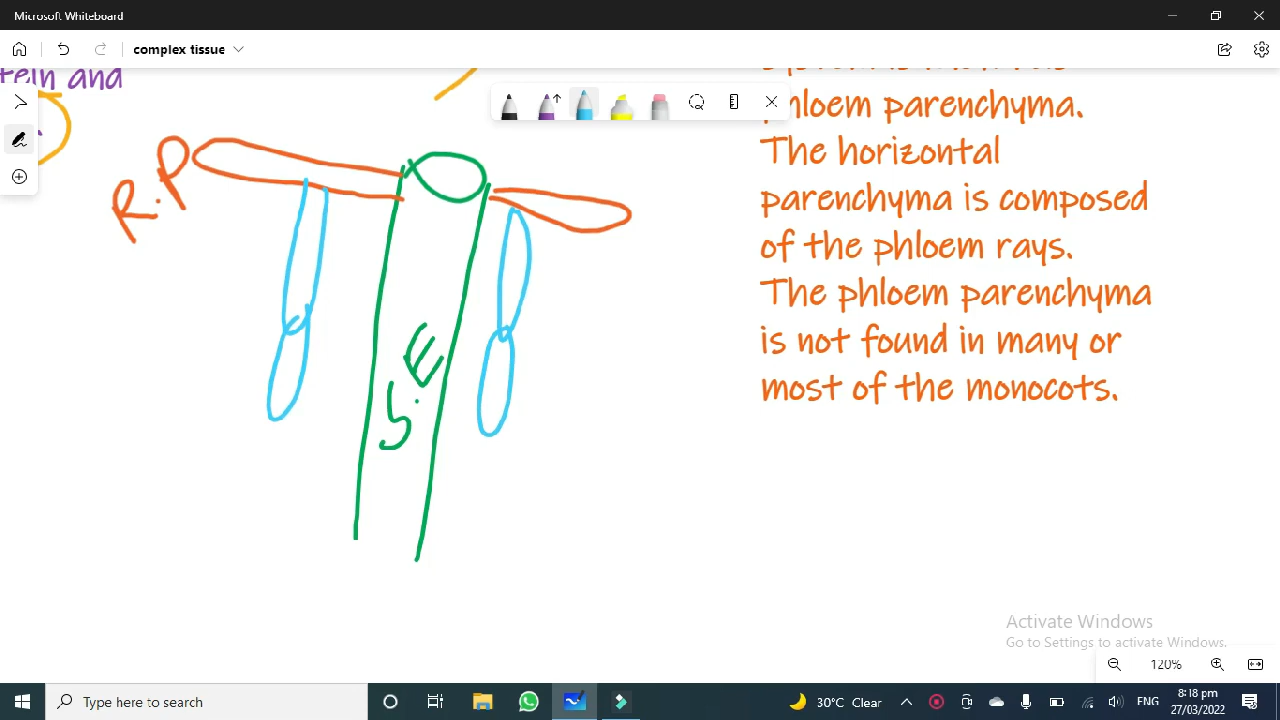 Microsoft Whiteboard
complex tissue
and
phloem parenchyma.
The horizontal
parenchyma is composed
of the phloem rays.
The phloem parenchyma
is not found in many or
most of the monocots.
R.P
S.E
Activate Windows
Go to Settings to activate Windows.
120%
Type here to search
30°C Clear
ENG
8:18 pm
27/03/2022